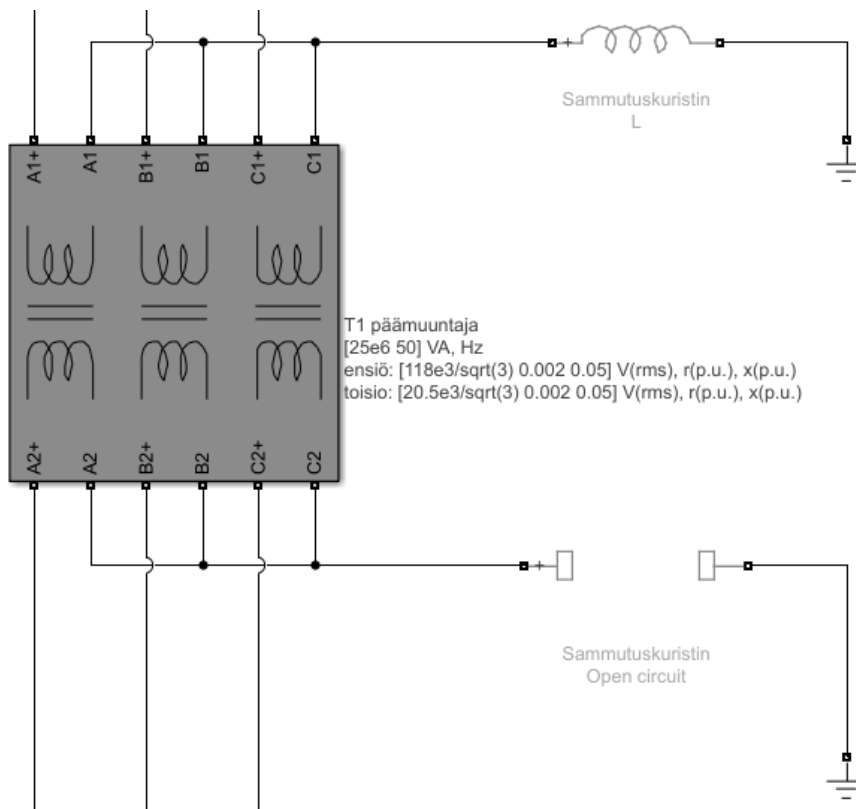 Sammutuskuristin
L
A1+ A1 B1+ B1 C1+ C1
T1 päämuuntaja
[25e6 50] VA, Hz
ensiö: [118e3/sqrt(3) 0.002 0.05] V(rms), r(p.u.), x(p.u.)
toisio: [20.5e3/sqrt(3) 0.002 0.05] V(rms), r(p.u.), x(p.u.)
A2+ A2 B2+ B2 C2+ C2
Sammutuskuristin
Open circuit